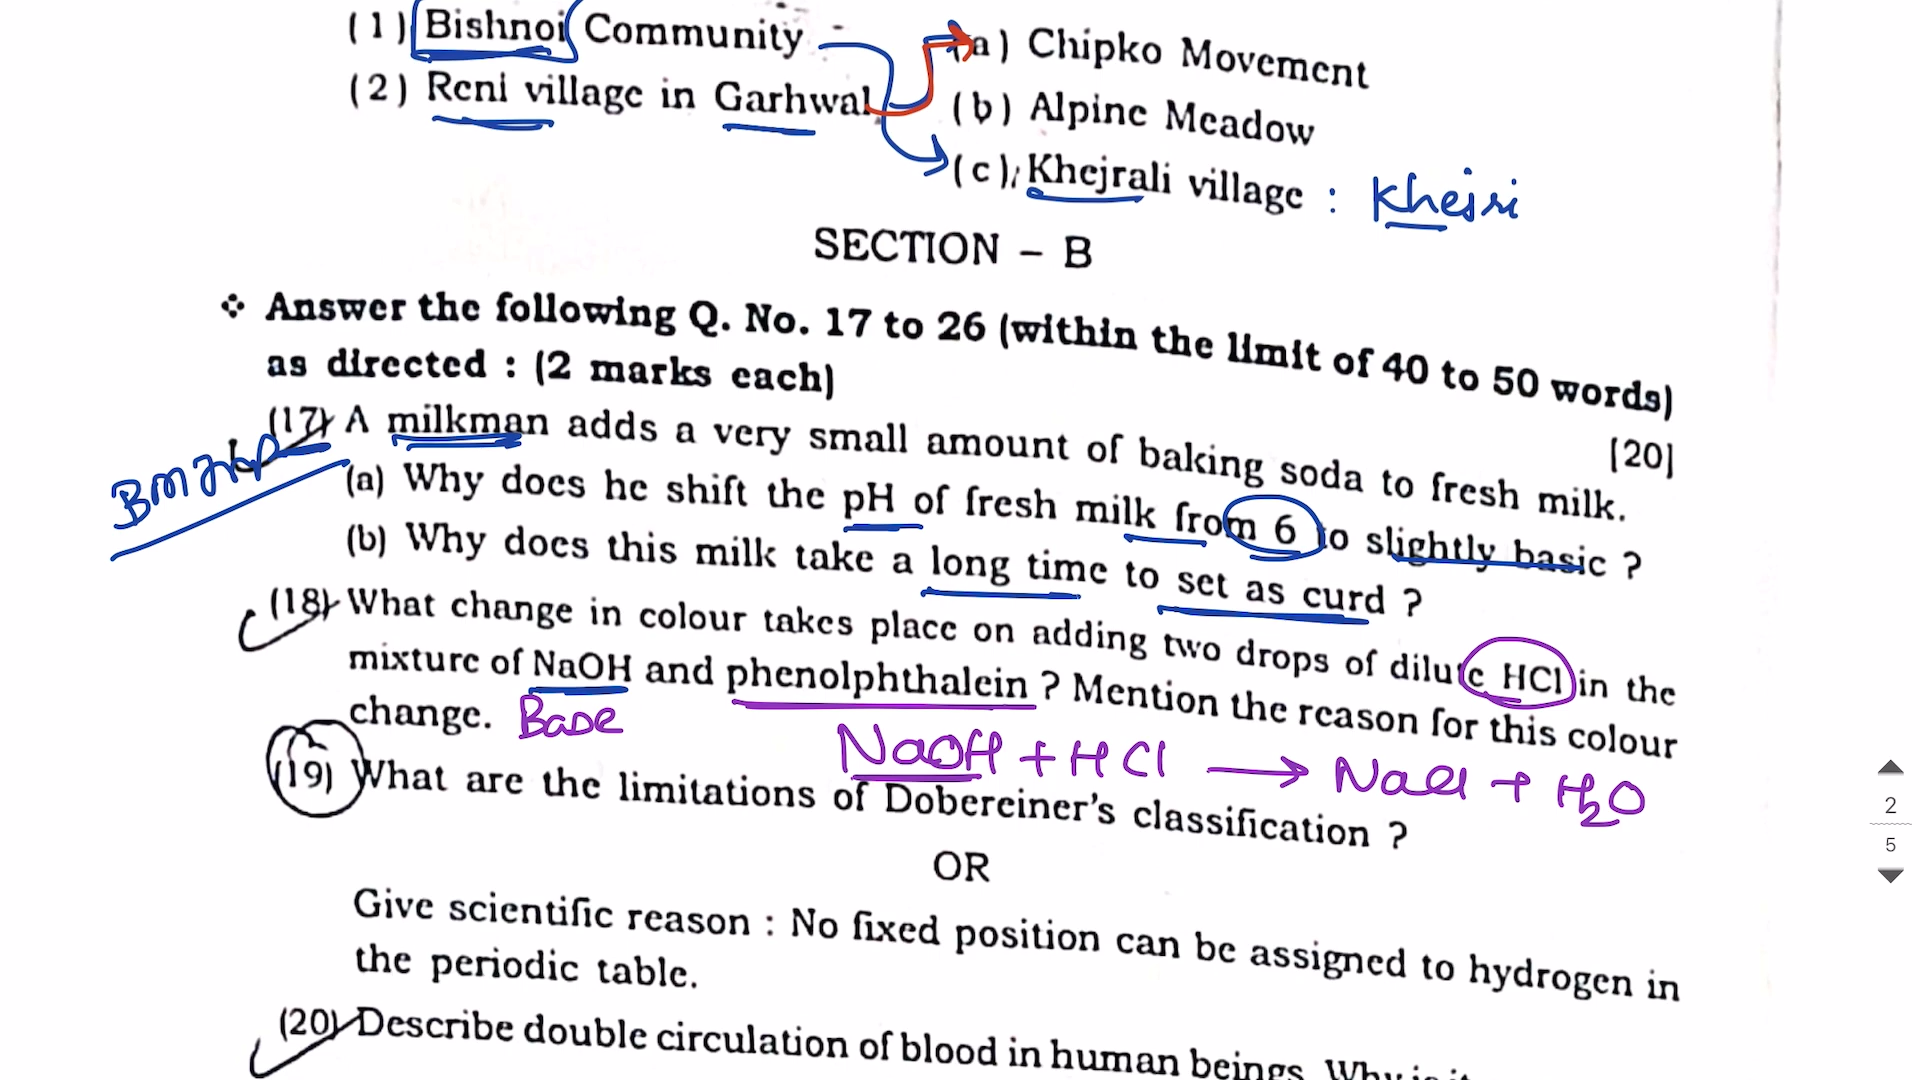 (1) Bishnoi Community (a) Chipko Movement
(2) Reni village in Garhwal (b) Alpine Meadow
(c) Khejrali village : Khejri
SECTION – B
❖ Answer the following Q. No. 17 to 26 (within the limit of 40 to 50 words)
as directed : (2 marks each) [20]
(17) A milkman adds a very small amount of baking soda to fresh milk.
(a) Why does he shift the pH of fresh milk from 6 to slightly basic ?
(b) Why does this milk take a long time to set as curd ?
(18) What change in colour takes place on adding two drops of dilute HCl in the
mixture of NaOH and phenolphthalein ? Mention the reason for this colour
change. Base
NaOH + HCl → NaCl + H₂O
(19) What are the limitations of Dobereiner's classification ?
OR
Give scientific reason : No fixed position can be assigned to hydrogen in
the periodic table.
(20) Describe double circulation of blood in human beings. Why is it
2
5